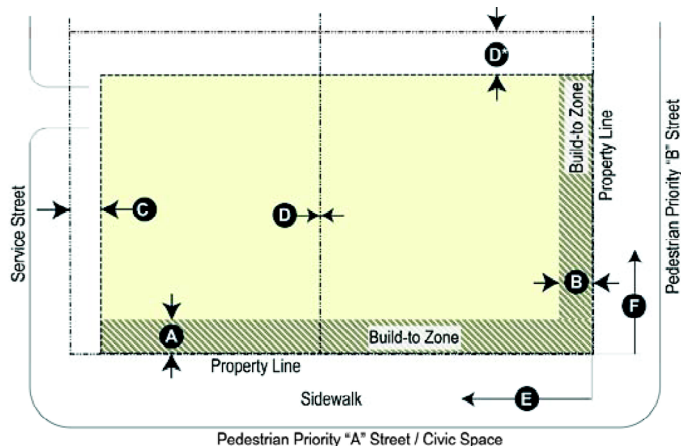 D*
Build-to Zone
Property Line
Pedestrian Priority "B" Street
Service Street
C
D
B
F
A
Build-to Zone
Property Line
Sidewalk
E
Pedestrian Priority "A" Street / Civic Space